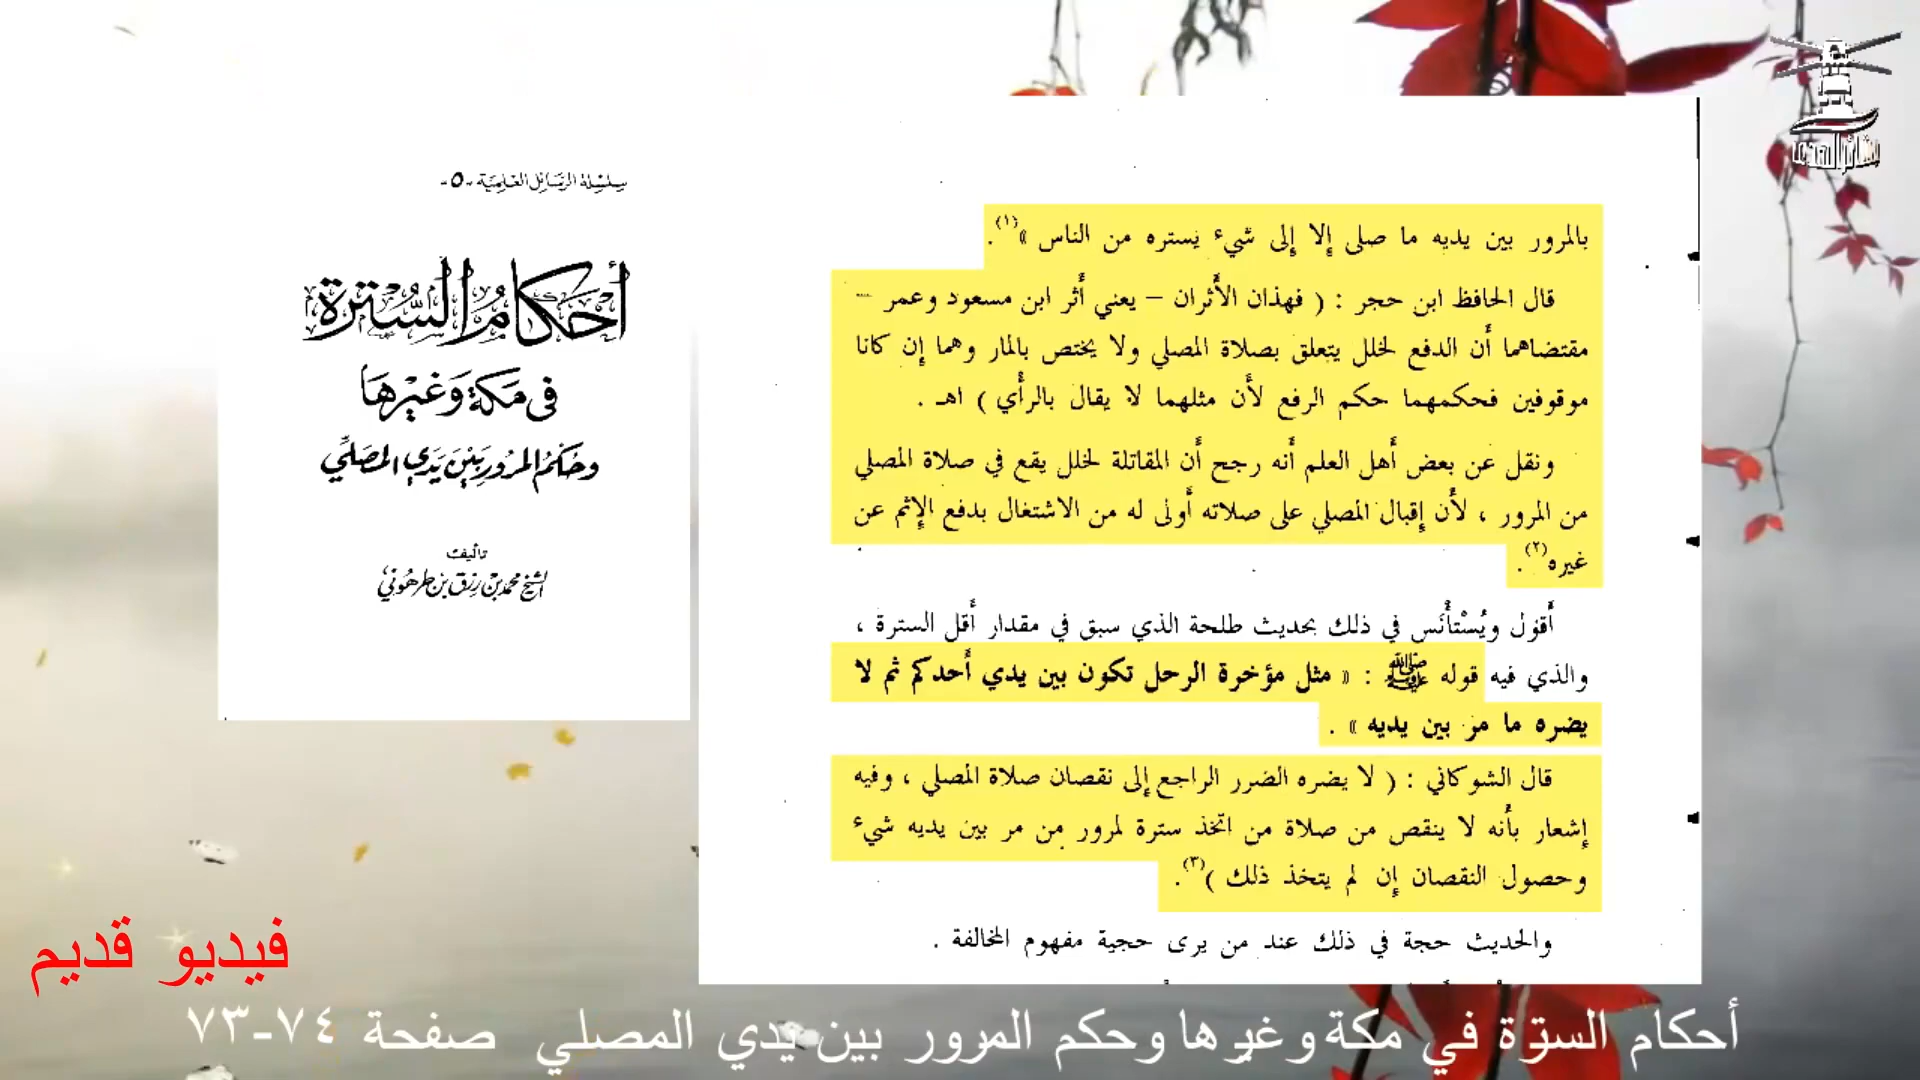 سلسلة الرسائل العلمية -٥-
أحكام السترة
في مكة وغيرها
وحكم المرور بين يدي المصلي
تأليف
الشيخ محمد بن رزق بن طرهوني
بالمرور بين يديه ما صلى إلا إلى شيء يستره من الناس »(١).
قال الحافظ ابن حجر : ( فهذان الأثران – يعني أثر ابن مسعود وعمر –
مقتضاهما أن الدفع لخلل يتعلق بصلاة المصلي ولا يختص بالمار وهما إن كانا
موقوفين فحكمهما حكم الرفع لأن مثلهما لا يقال بالرأي ) اهـ .
ونقل عن بعض أهل العلم أنه رجح أن المقاتلة لخلل يقع في صلاة المصلي
من المرور ، لأن إقبال المصلي على صلاته أولى له من الاشتغال بدفع الإثم عن
غيره(٢).
أقول ويُسْتأنَس في ذلك بحديث طلحة الذي سبق في مقدار أقل السترة ،
والذي فيه قوله ﷺ : « مثل مؤخرة الرحل تكون بين يدي أحدكم ثم لا
يضره ما مر بين يديه » .
قال الشوكاني : ( لا يضره الضرر الراجع إلى نقصان صلاة المصلي ، وفيه
إشعار بأنه لا ينقص من صلاة من اتخذ سترة لمرور من مر بين يديه شيء
وحصول النقصان إن لم يتخذ ذلك )(٣).
والحديث حجة في ذلك عند من يرى حجية مفهوم المخالفة .
فيديو قديم
أحكام السترة في مكة وغيرها وحكم المرور بين يدي المصلي صفحة ٧٤-٧٣